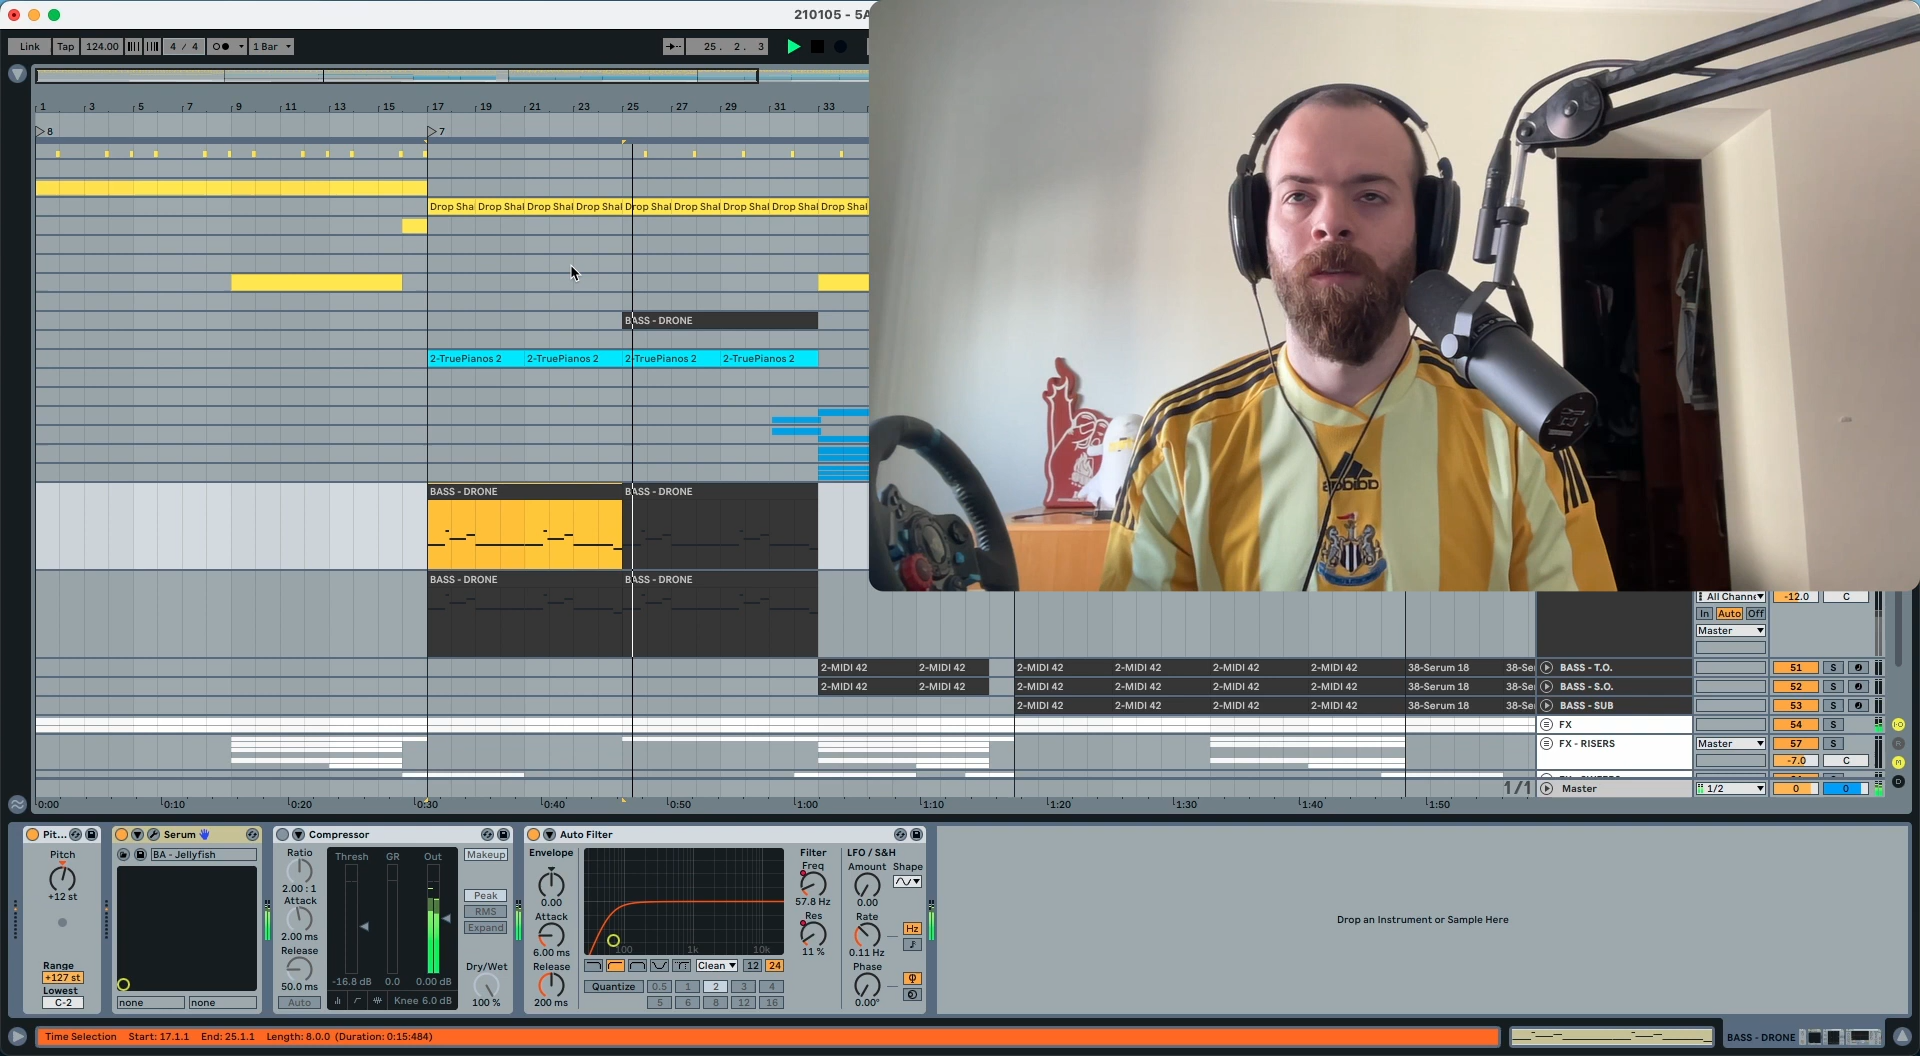 210105 - 5A
Link Tap 124.00 4 / 4 1 Bar 25. 2. 3
1 3 5 7 9 11 13 15 17 19 21 23 25 27 29 31 33
8 7
Drop Shal Drop Shal Drop Shal Drop Shal Drop Shal Drop Shal Drop Shal Drop Shal Drop Shal
BASS - DRONE
2-TruePianos 2 2-TruePianos 2 2-TruePianos 2 2-TruePianos 2
BASS - DRONE BASS - DRONE
BASS - DRONE BASS - DRONE
adidas
All Channe -12.0 C
In Auto Off
Master
2-MIDI 42 2-MIDI 42 2-MIDI 42 2-MIDI 42 2-MIDI 42 2-MIDI 42 38-Serum 18 38-Se BASS - T.O. 51 S
2-MIDI 42 2-MIDI 42 2-MIDI 42 2-MIDI 42 2-MIDI 42 2-MIDI 42 38-Serum 18 38-Se BASS - S.O. 52 S
2-MIDI 42 2-MIDI 42 2-MIDI 42 2-MIDI 42 38-Serum 18 38-Se BASS - SUB 53 S
FX 54 S
FX - RISERS Master 57 S
-7.0 C
1/1 Master 1/2 0 0
0:00 0:10 0:20 0:30 0:40 0:50 1:00 1:10 1:20 1:30 1:40 1:50
Pit... Serum Compressor Auto Filter
Pitch
+12 st
Range
+127 st
Lowest
C-2
BA - Jellyfish
none none
Ratio
2.00 : 1
Attack
2.00 ms
Release
50.0 ms
Auto
Thresh GR Out
-16.8 dB 0.0 0.00 dB
Knee 6.0 dB
Makeup
Peak
RMS
Expand
Dry/Wet
100 %
Envelope
0.00
Attack
6.00 ms
Release
200 ms
100 1k 10k
Clean 12 24
Quantize 0.5 1 2 3 4
5 6 8 12 16
Filter
Freq
57.8 Hz
Res
11 %
LFO / S&H
Amount Shape
0.00
Rate Hz
0.11 Hz
Phase
0.00°
Drop an Instrument or Sample Here
Time Selection Start: 17.1.1 End: 25.1.1 Length: 8.0.0 (Duration: 0:15:484)
BASS - DRONE